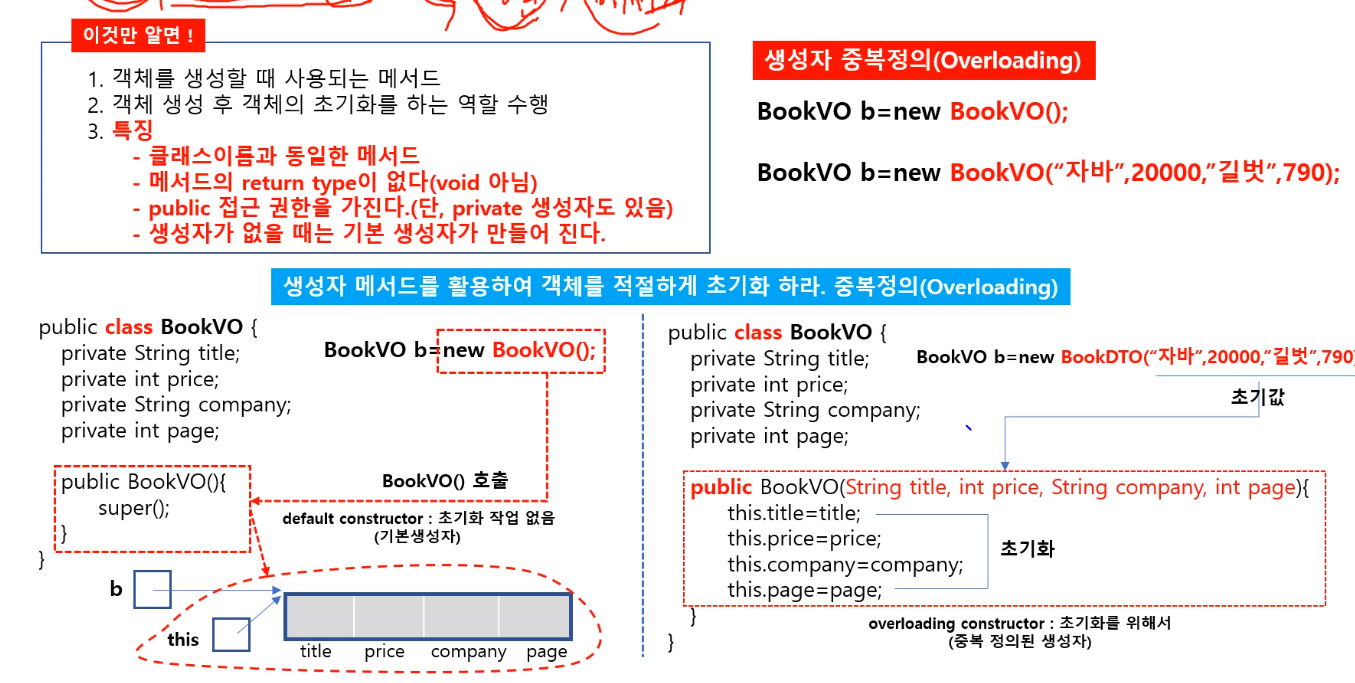 이것만 알면 !
1. 객체를 생성할 때 사용되는 메서드
2. 객체 생성 후 객체의 초기화를 하는 역할 수행
3. 특징
- 클래스이름과 동일한 메서드
- 메서드의 return type이 없다(void 아님)
- public 접근 권한을 가진다.(단, private 생성자도 있음)
- 생성자가 없을 때는 기본 생성자가 만들어 진다.
생성자 중복정의(Overloading)
BookVO b=new BookVO();
BookVO b=new BookVO(“자바”,20000,”길벗”,790);
생성자 메서드를 활용하여 객체를 적절하게 초기화 하라. 중복정의(Overloading)
public class BookVO {
private String title;
private int price;
private String company;
private int page;
BookVO b=new BookVO();
public BookVO(){
super();
}
}
BookVO() 호출
default constructor : 초기화 작업 없음
(기본생성자)
b
this
title price company page
public class BookVO {
private String title;
private int price;
private String company;
private int page;
BookVO b=new BookDTO(“자바”,20000,”길벗”,790)
초기값
public BookVO(String title, int price, String company, int page){
this.title=title;
this.price=price;
this.company=company;
this.page=page;
}
}
초기화
overloading constructor : 초기화를 위해서
(중복 정의된 생성자)